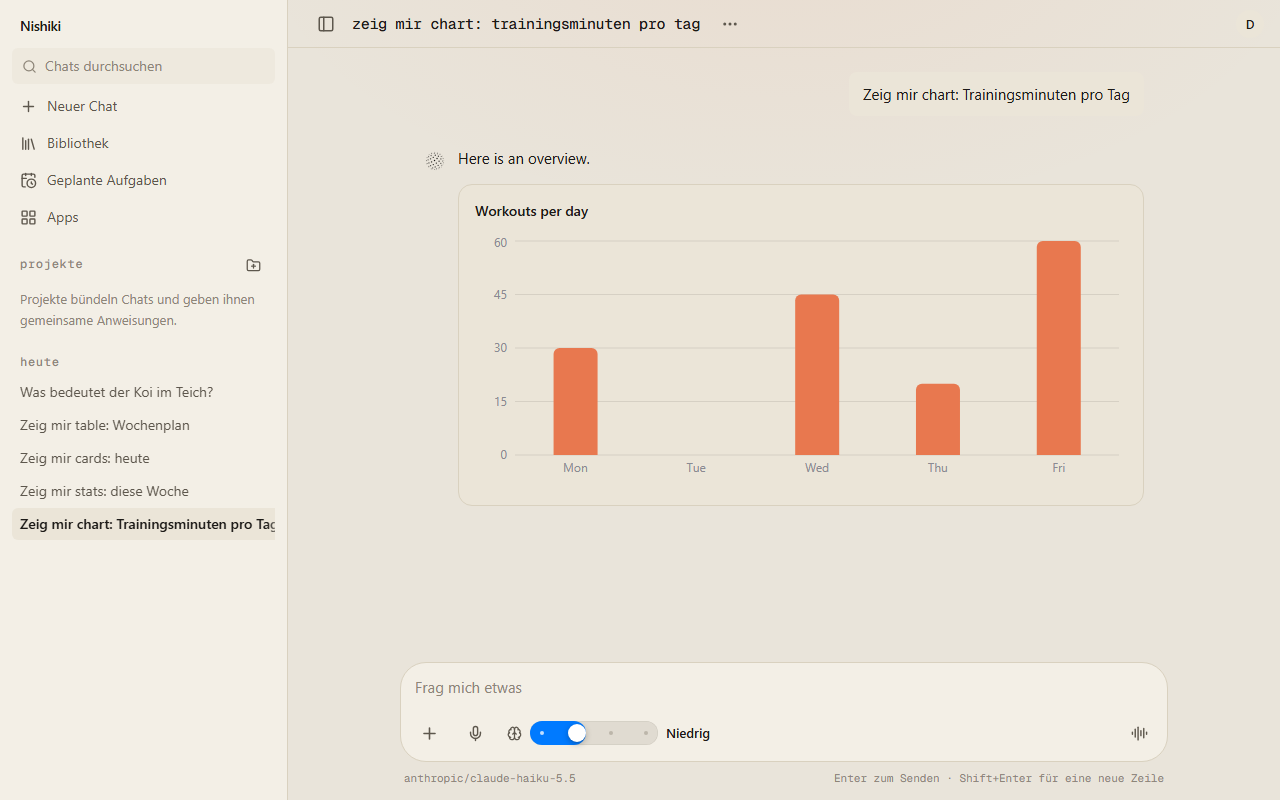 Nishiki
Chats durchsuchen
Neuer Chat
Bibliothek
Geplante Aufgaben
Apps
projekte
Projekte bündeln Chats und geben ihnen
gemeinsame Anweisungen.
heute
Was bedeutet der Koi im Teich?
Zeig mir table: Wochenplan
Zeig mir cards: heute
Zeig mir stats: diese Woche
Zeig mir chart: Trainingsminuten pro Tag
zeig mir chart: trainingsminuten pro tag
D
Zeig mir chart: Trainingsminuten pro Tag
Here is an overview.
Workouts per day
60
45
30
15
0
Mon Tue Wed Thu Fri
Frag mich etwas
Niedrig
anthropic/claude-haiku-5.5
Enter zum Senden · Shift+Enter für eine neue Zeile